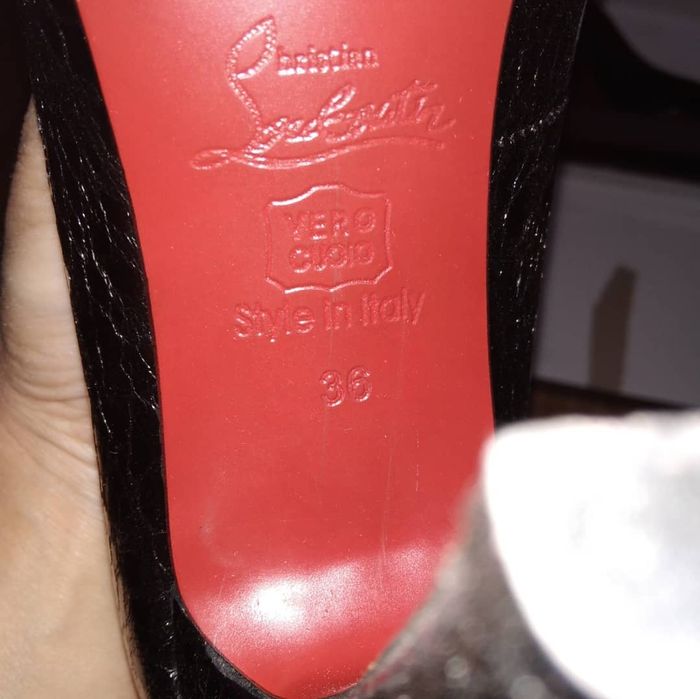 Christian
Louboutin
VERO
CUOIO
Style in Italy
36